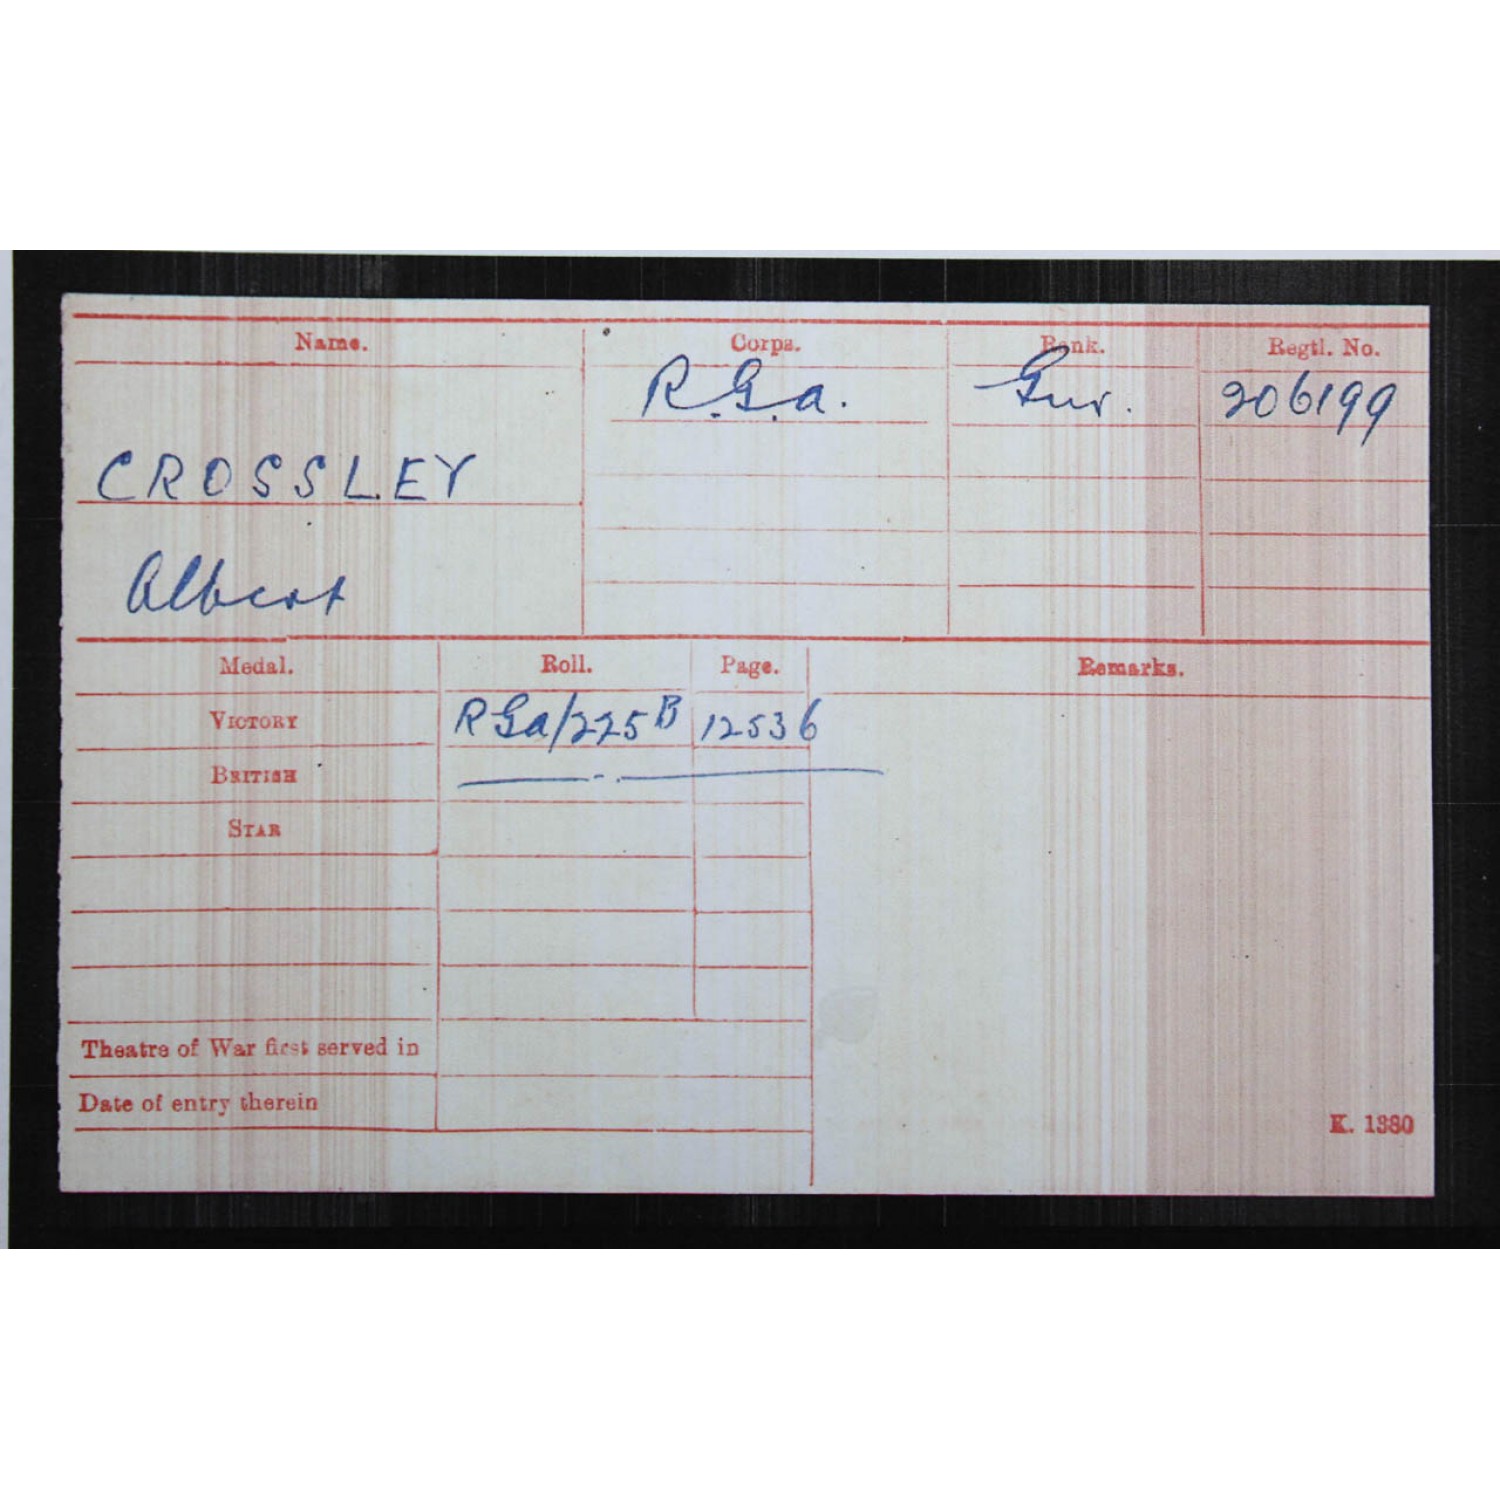 Name. Corps. Rank. Regtl. No.
R.G.A. Gnr. 206199
CROSSLEY
Albert
Medal. Roll. Page. Remarks.
VICTORY RGA/225B 12536
BRITISH —"—
STAR
Theatre of War first served in
Date of entry therein
K. 1380